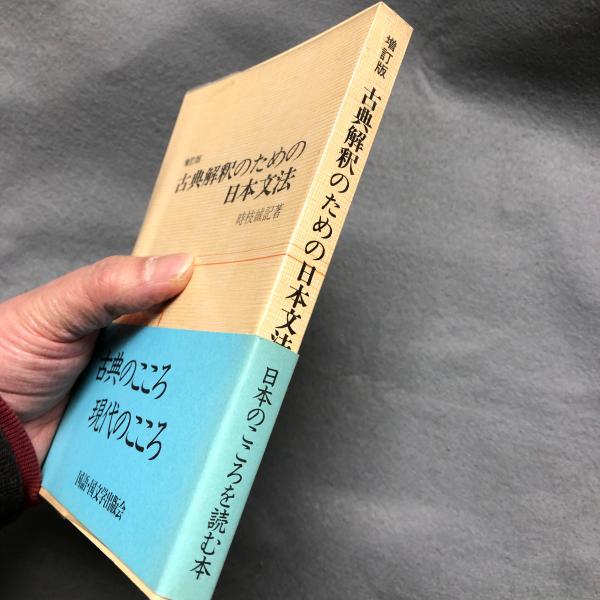 増訂版
古典解釈のための
日本文法
時枝誠記著
古典のこころ
現代のこころ
国語・国文学出版会
増訂版 古典解釈のための日本文法
日本のこころを読む本